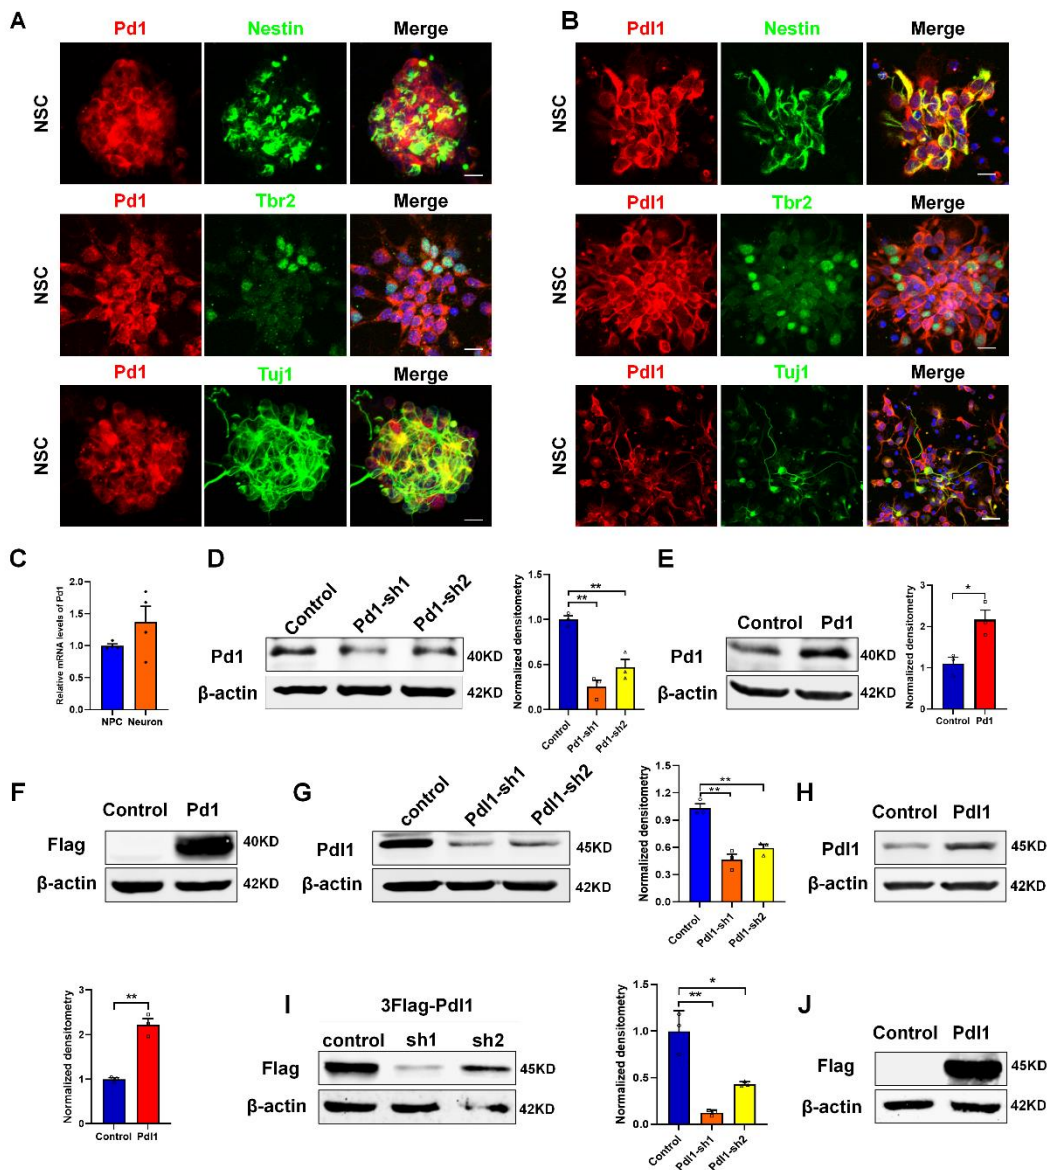 A
Pd1 Nestin Merge
NSC
Pd1 Tbr2 Merge
NSC
Pd1 Tuj1 Merge
NSC
B
Pdl1 Nestin Merge
NSC
Pdl1 Tbr2 Merge
NSC
Pdl1 Tuj1 Merge
NSC
C
Relative mRNA levels of Pd1
2.0
1.5
1.0
0.5
0.0
NPC Neuron
D
Control Pd1-sh1 Pd1-sh2
Pd1 40KD
β-actin 42KD
Normalized densitometry
1.5
1.0
0.5
0.0
**
**
Control Pd1-sh1 Pd1-sh2
E
Control Pd1
Pd1 40KD
β-actin 42KD
Normalized densitometry
3
2
1
0
*
Control Pd1
F
Control Pd1
Flag 40KD
β-actin 42KD
G
control Pdl1-sh1 Pdl1-sh2
Pdl1 45KD
β-actin 42KD
Normalized densitometry
1.5
1.2
0.9
0.6
0.3
0.0
**
**
Control Pdl1-sh1 Pdl1-sh2
H
Control Pdl1
Pdl1 45KD
β-actin 42KD
Normalized densitometry
3
2
1
0
**
Control Pdl1
I
3Flag-Pdl1
control sh1 sh2
Flag 45KD
β-actin 42KD
Normalized densitometry
1.5
1.0
0.5
0.0
*
**
Control Pdl1-sh1 Pdl1-sh2
J
Control Pdl1
Flag 45KD
β-actin 42KD